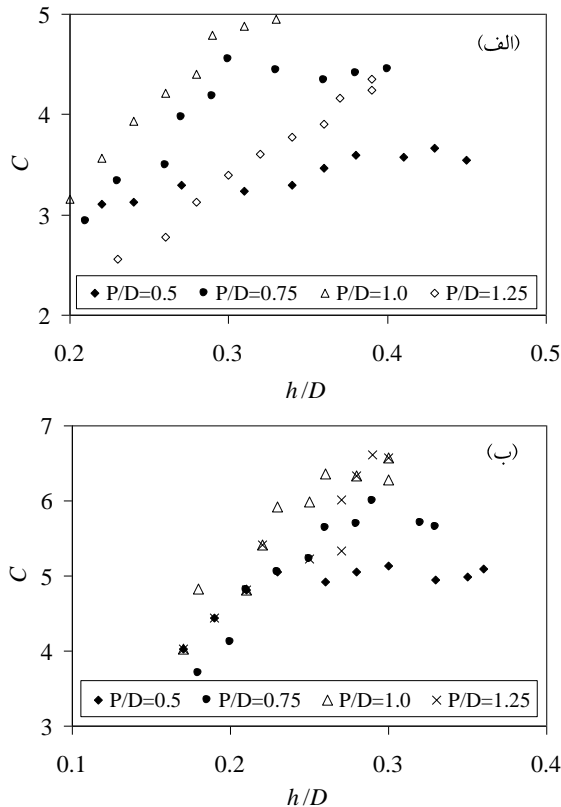 5
(الف)
4
C
3
◆ P/D=0.5 ● P/D=0.75 △ P/D=1.0 ◇ P/D=1.25
2
0.2 0.3 0.4 0.5
h/D
7
(ب)
6
C
5
4
◆ P/D=0.5 ● P/D=0.75 △ P/D=1.0 × P/D=1.25
3
0.1 0.2 0.3 0.4
h/D